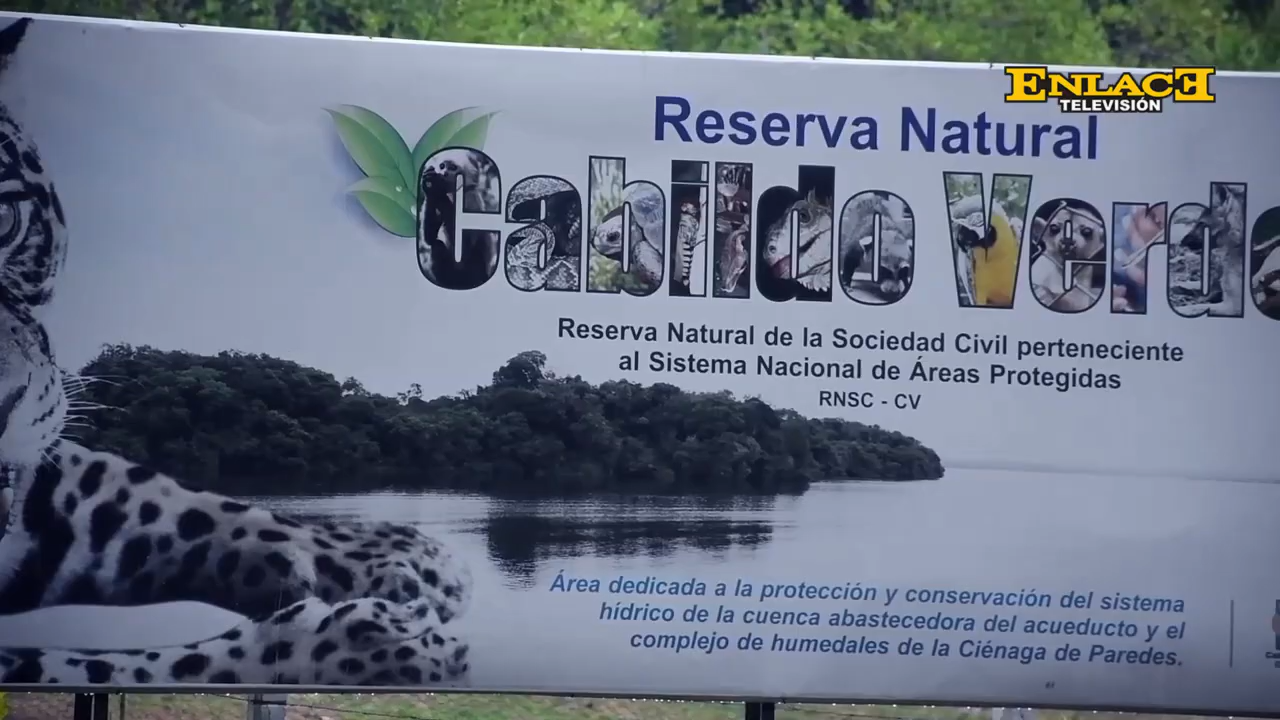 ENLACE
TELEVISIÓN
Reserva Natural
Cabildo Verde
Reserva Natural de la Sociedad Civil perteneciente
al Sistema Nacional de Áreas Protegidas
RNSC - CV
Área dedicada a la protección y conservación del sistema
hídrico de la cuenca abastecedora del acueducto y el
complejo de humedales de la Ciénaga de Paredes.